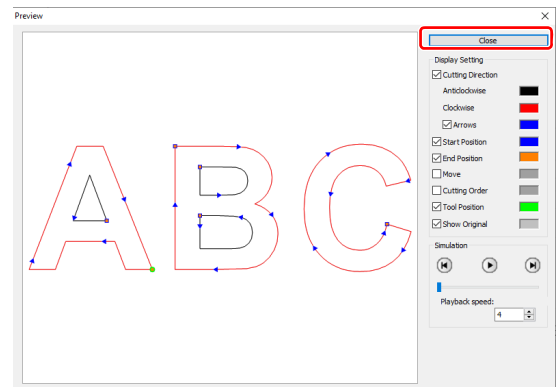 Preview
Close
Display Setting
Cutting Direction
Anticlockwise
Clockwise
Arrows
Start Position
End Position
Move
Cutting Order
Tool Position
Show Original
Simulation
Playback speed:
4
ABC